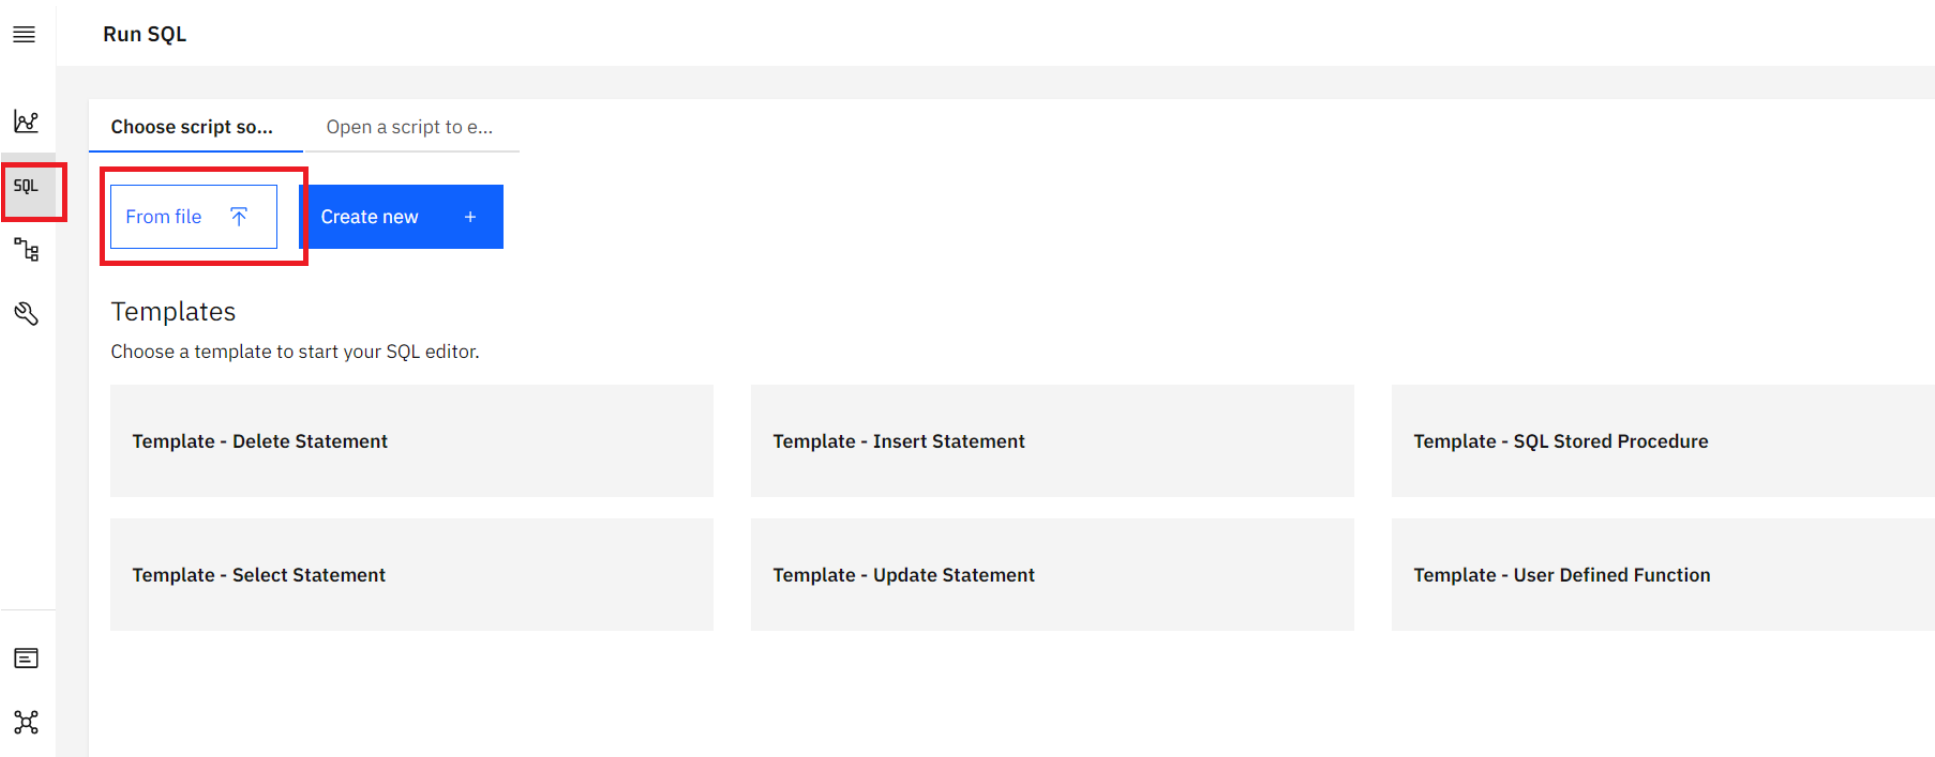 Run SQL
Choose script so...
Open a script to e...
SQL
From file
Create new +
Templates
Choose a template to start your SQL editor.
Template - Delete Statement
Template - Insert Statement
Template - SQL Stored Procedure
Template - Select Statement
Template - Update Statement
Template - User Defined Function